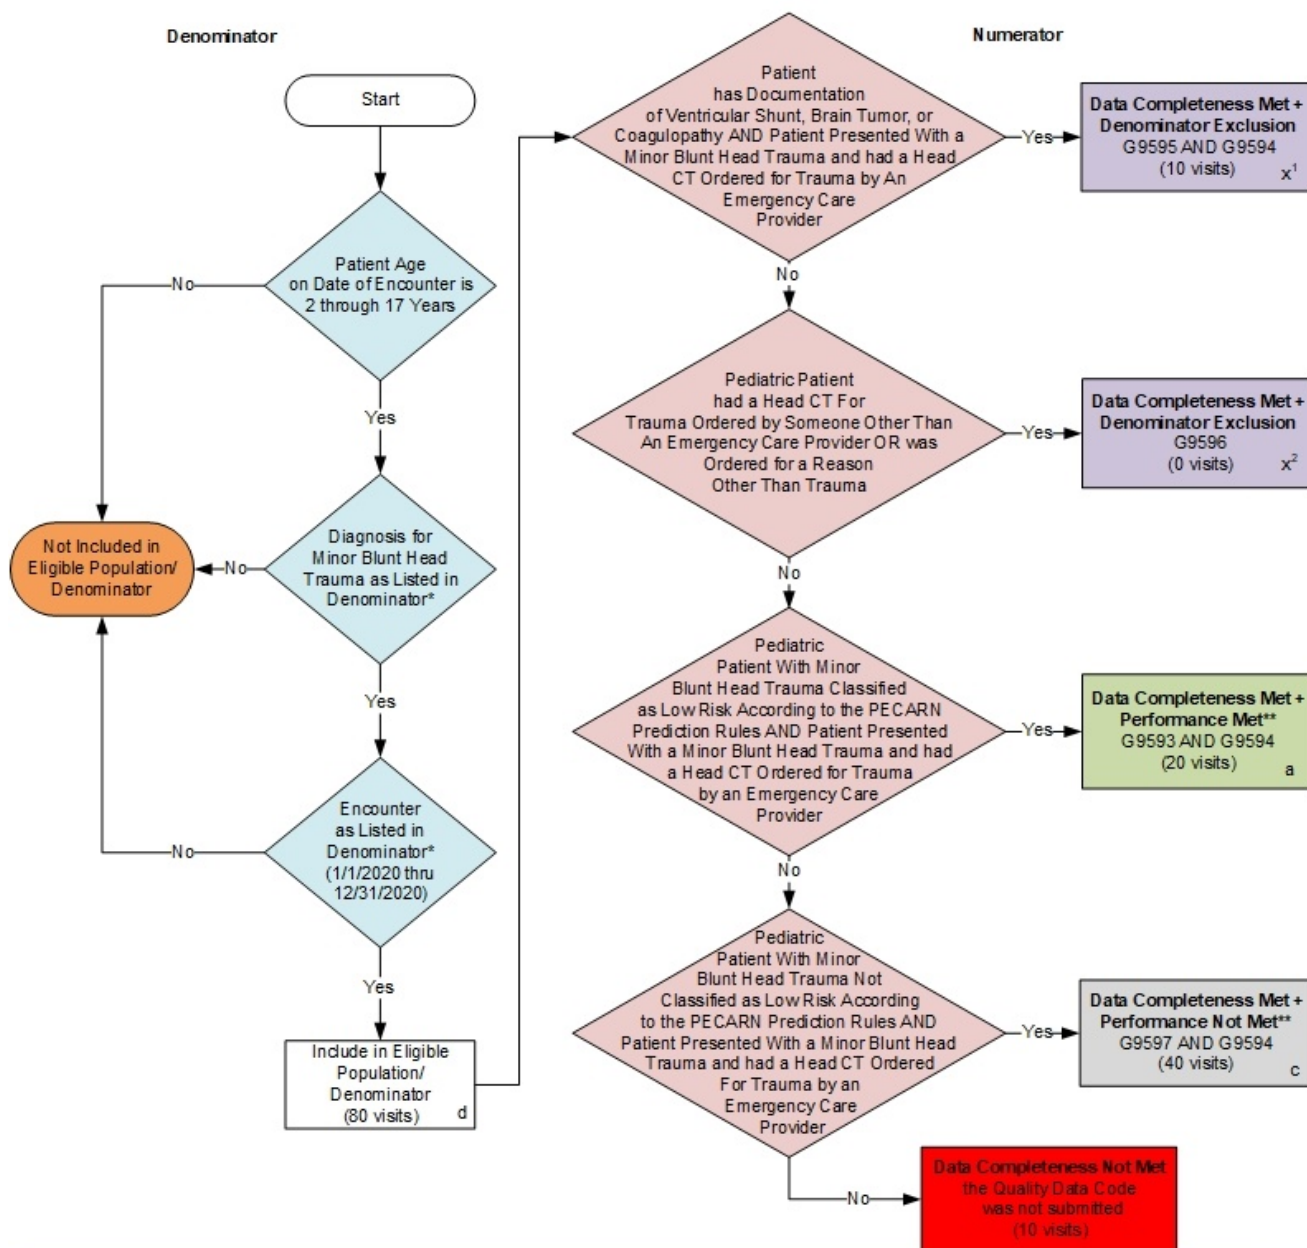 Denominator
Numerator
Start
Patient Age
on Date of Encounter is
2 through 17 Years
No
Yes
Diagnosis for
Minor Blunt Head
Trauma as Listed in
Denominator*
No
Not Included in
Eligible Population/
Denominator
Yes
Encounter
as Listed in
Denominator*
(1/1/2020 thru
12/31/2020)
No
Yes
Include in Eligible
Population/
Denominator
(80 visits)
d
Patient
has Documentation
of Ventricular Shunt, Brain Tumor, or
Coagulopathy AND Patient Presented With a
Minor Blunt Head Trauma and had a Head
CT Ordered for Trauma by An
Emergency Care
Provider
Yes
Data Completeness Met +
Denominator Exclusion
G9595 AND G9594
(10 visits)
x¹
No
Pediatric Patient
had a Head CT For
Trauma Ordered by Someone Other Than
An Emergency Care Provider OR was
Ordered for a Reason
Other Than Trauma
Yes
Data Completeness Met +
Denominator Exclusion
G9596
(0 visits)
x²
No
Pediatric
Patient With Minor
Blunt Head Trauma Classified
as Low Risk According to the PECARN
Prediction Rules AND Patient Presented
With a Minor Blunt Head Trauma and had
a Head CT Ordered for Trauma
by an Emergency Care
Provider
Yes
Data Completeness Met +
Performance Met**
G9593 AND G9594
(20 visits)
a
No
Pediatric
Patient With Minor
Blunt Head Trauma Not
Classified as Low Risk According
to the PECARN Prediction Rules AND
Patient Presented With a Minor Blunt Head
Trauma and had a Head CT Ordered
For Trauma by an
Emergency Care
Provider
Yes
Data Completeness Met +
Performance Not Met**
G9597 AND G9594
(40 visits)
c
No
Data Completeness Not Met
the Quality Data Code
was not submitted
(10 visits)